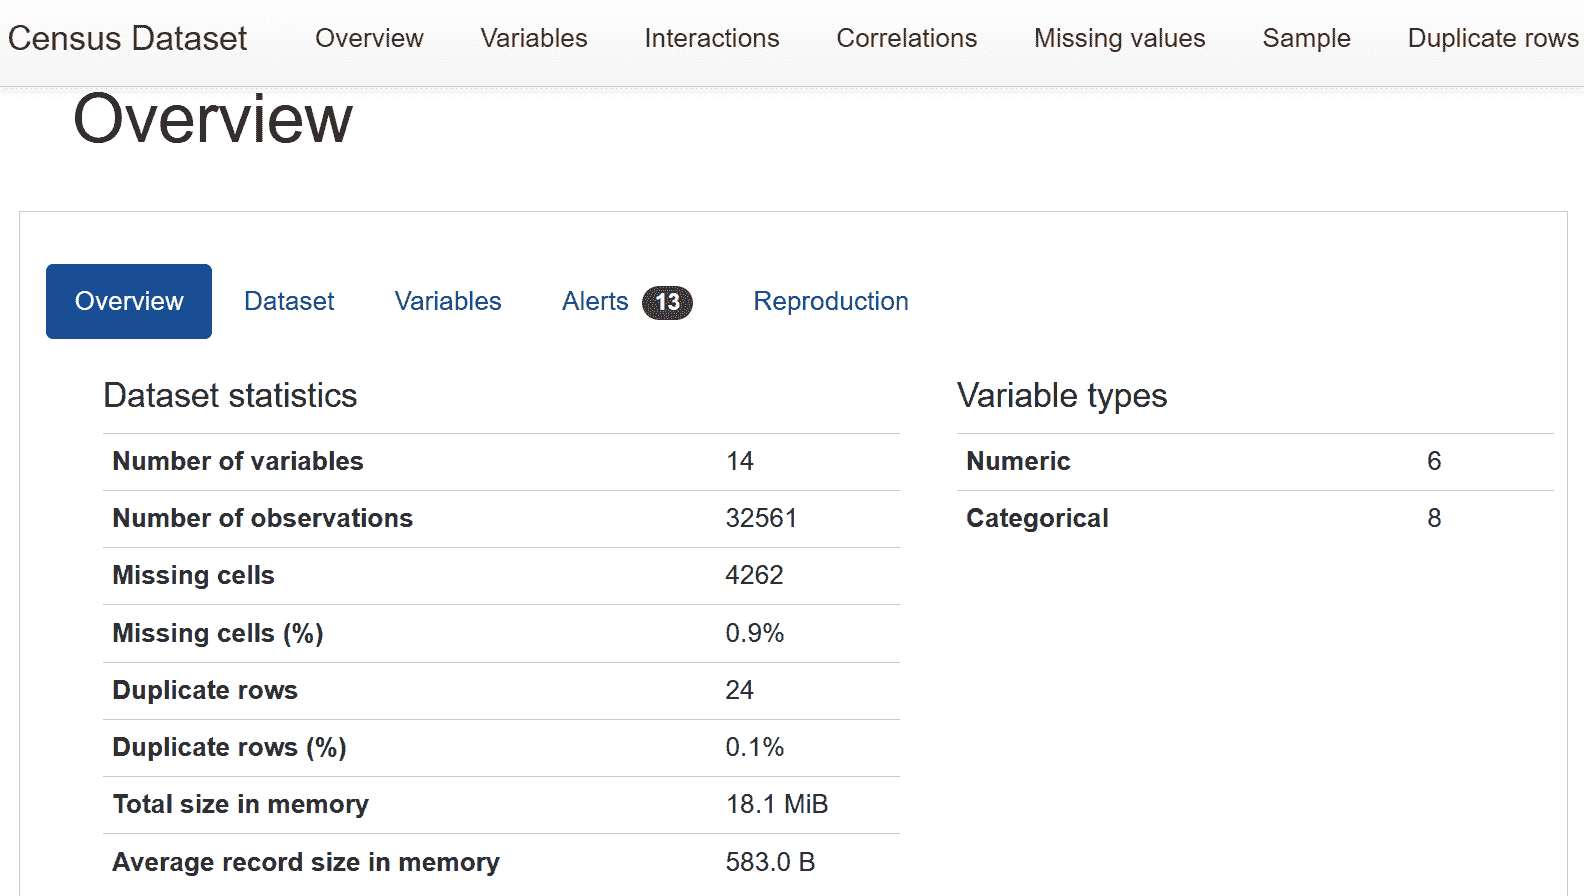 Census Dataset Overview Variables Interactions Correlations Missing values Sample Duplicate rows
Overview
Overview Dataset Variables Alerts 13 Reproduction
Dataset statistics
Number of variables 14
Number of observations 32561
Missing cells 4262
Missing cells (%) 0.9%
Duplicate rows 24
Duplicate rows (%) 0.1%
Total size in memory 18.1 MiB
Average record size in memory 583.0 B
Variable types
Numeric 6
Categorical 8